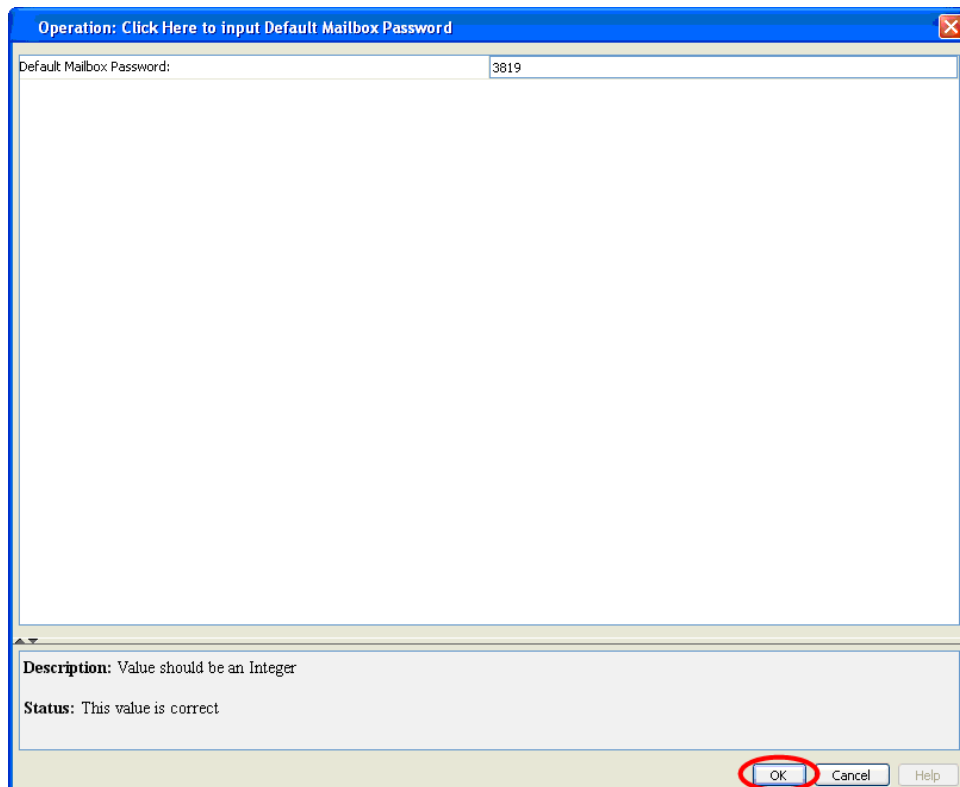 Operation: Click Here to input Default Mailbox Password
Default Mailbox Password: 3819
Description: Value should be an Integer
Status: This value is correct
OK Cancel Help